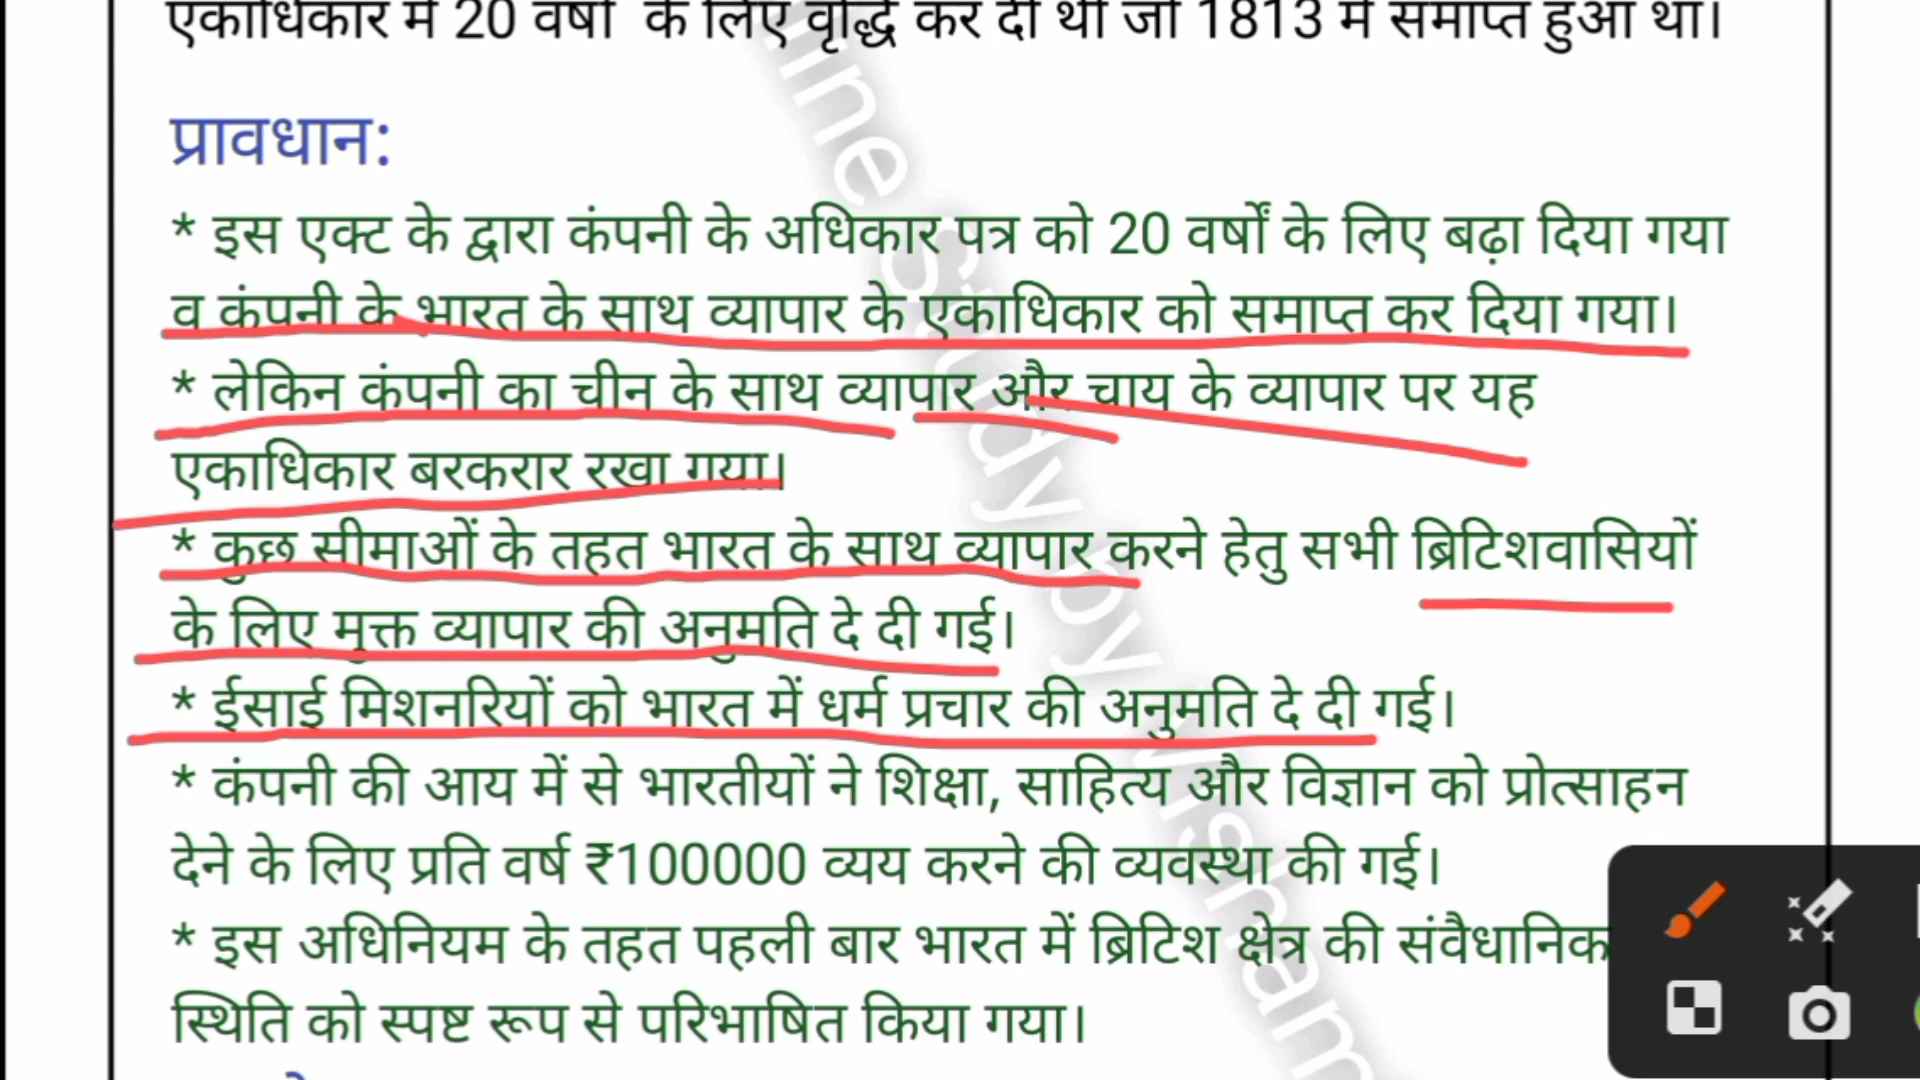 एकाधिकार में 20 वर्षों के लिए वृद्धि कर दी थी जो 1813 में समाप्त हुआ था।
प्रावधान:
* इस एक्ट के द्वारा कंपनी के अधिकार पत्र को 20 वर्षों के लिए बढ़ा दिया गया
व कंपनी के भारत के साथ व्यापार के एकाधिकार को समाप्त कर दिया गया।
* लेकिन कंपनी का चीन के साथ व्यापार और चाय के व्यापार पर यह
एकाधिकार बरकरार रखा गया।
* कुछ सीमाओं के तहत भारत के साथ व्यापार करने हेतु सभी ब्रिटिशवासियों
के लिए मुक्त व्यापार की अनुमति दे दी गई।
* ईसाई मिशनरियों को भारत में धर्म प्रचार की अनुमति दे दी गई।
* कंपनी की आय में से भारतीयों ने शिक्षा, साहित्य और विज्ञान को प्रोत्साहन
देने के लिए प्रति वर्ष ₹100000 व्यय करने की व्यवस्था की गई।
* इस अधिनियम के तहत पहली बार भारत में ब्रिटिश क्षेत्र की संवैधानिक
स्थिति को स्पष्ट रूप से परिभाषित किया गया।
Study by